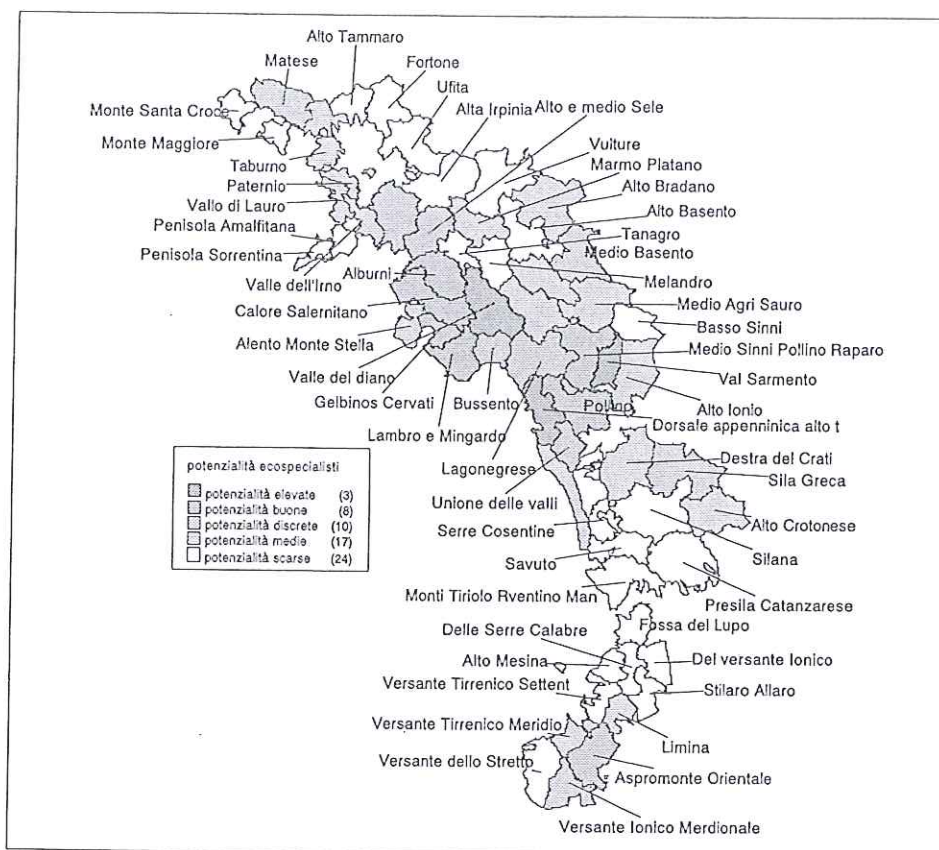 Alto Tammaro
Matese
Fortone
Ufita
Monte Santa Croce
Alta Irpinia
Alto e medio Sele
Monte Maggiore
Vulture
Taburno
Marmo Platano
Paternio
Alto Bradano
Vallo di Lauro
Alto Basento
Penisola Amalfitana
Tanagro
Penisola Sorrentina
Medio Basento
Valle dell'Irno
Alburni
Melandro
Calore Salernitano
Medio Agri Sauro
Basso Sinni
Alento Monte Stella
Medio Sinni Pollino Raparo
Valle del diano
Val Sarmento
Gelbinos Cervati
Bussento
Pollino
Alto Ionio
Lambro e Mingardo
Dorsale appenninica alto t
Lagonegrese
Destra del Crati
Sila Greca
Unione delle valli
potenzialità ecospecialisti
potenzialità elevate (3)
potenzialità buone (8)
potenzialità discrete (10)
potenzialità medie (17)
potenzialità scarse (24)
Serre Cosentine
Alto Crotonese
Savuto
Silana
Monti Tiriolo Rventino Man
Presila Catanzarese
Fossa del Lupo
Delle Serre Calabre
Alto Mesina
Del versante Ionico
Versante Tirrenico Settent
Stilaro Allaro
Versante Tirrenico Meridio
Limina
Versante dello Stretto
Aspromonte Orientale
Versante Ionico Merdionale